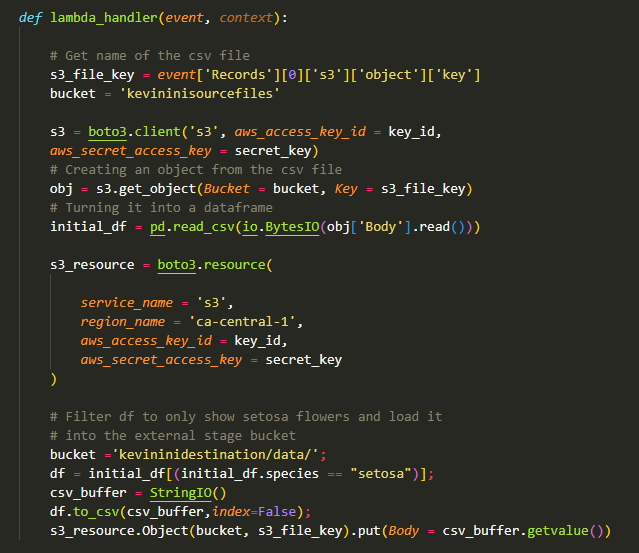 def lambda_handler(event, context):
# Get name of the csv file
s3_file_key = event['Records'][0]['s3']['object']['key']
bucket = 'kevininisourcefiles'
s3 = boto3.client('s3', aws_access_key_id = key_id,
aws_secret_access_key = secret_key)
# Creating an object from the csv file
obj = s3.get_object(Bucket = bucket, Key = s3_file_key)
# Turning it into a dataframe
initial_df = pd.read_csv(io.BytesIO(obj['Body'].read()))
s3_resource = boto3.resource(
service_name = 's3',
region_name = 'ca-central-1',
aws_access_key_id = key_id,
aws_secret_access_key = secret_key
)
# Filter df to only show setosa flowers and load it
# into the external stage bucket
bucket ='kevininidestination/data/';
df = initial_df[(initial_df.species == "setosa")];
csv_buffer = StringIO()
df.to_csv(csv_buffer,index=False);
s3_resource.Object(bucket, s3_file_key).put(Body = csv_buffer.getvalue())